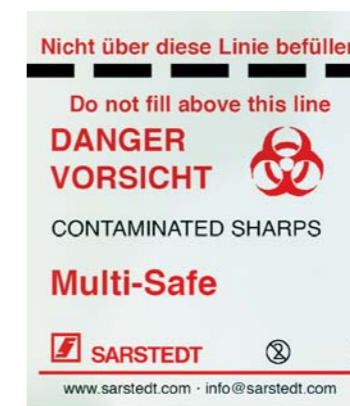 Nicht über diese Linie befüllen
Do not fill above this line
DANGER
VORSICHT
CONTAMINATED SHARPS
Multi-Safe
SARSTEDT
www.sarstedt.com · info@sarstedt.com